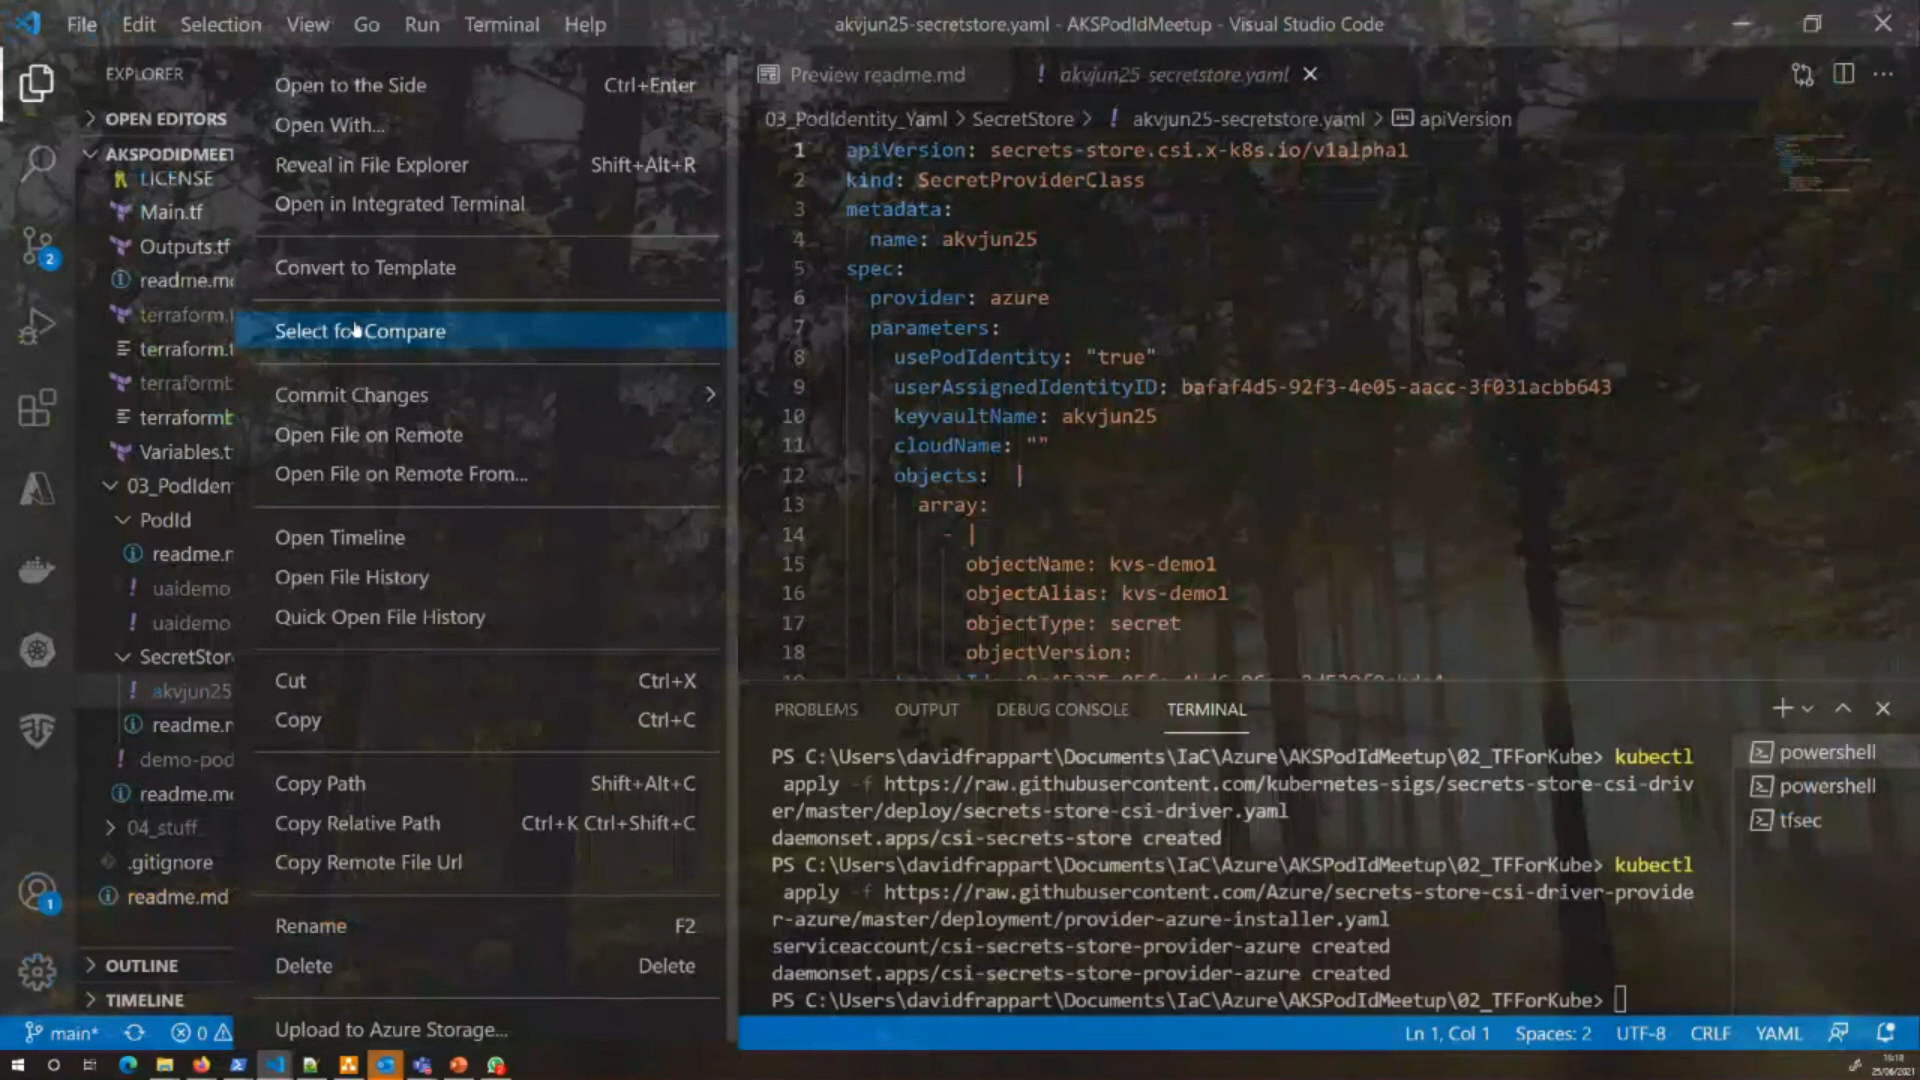 File Edit Selection View Go Run Terminal Help
akvjun25-secretstore.yaml - AKSPodIdMeetup - Visual Studio Code
EXPLORER
OPEN EDITORS
AKSPODIDMEET
LICENSE
Main.tf
Outputs.tf
readme.md
terraform.
terraform.t
terraformb
terraformb
Variables.t
03_PodIden
PodId
readme.m
uaidemo
uaidemo
SecretStor
akvjun25
readme.m
demo-pod
readme.md
04_stuff
.gitignore
readme.md
OUTLINE
TIMELINE
2
1
Open to the Side Ctrl+Enter
Open With...
Reveal in File Explorer Shift+Alt+R
Open in Integrated Terminal
Convert to Template
Select for Compare
Commit Changes
Open File on Remote
Open File on Remote From...
Open Timeline
Open File History
Quick Open File History
Cut Ctrl+X
Copy Ctrl+C
Copy Path Shift+Alt+C
Copy Relative Path Ctrl+K Ctrl+Shift+C
Copy Remote File Url
Rename F2
Delete Delete
Upload to Azure Storage...
Preview readme.md ! akvjun25-secretstore.yaml
03_PodIdentity_Yaml > SecretStore > ! akvjun25-secretstore.yaml > apiVersion
1 apiVersion: secrets-store.csi.x-k8s.io/v1alpha1
2 kind: SecretProviderClass
3 metadata:
4 name: akvjun25
5 spec:
6 provider: azure
7 parameters:
8 usePodIdentity: "true"
9 userAssignedIdentityID: bafaf4d5-92f3-4e05-aacc-3f031acbb643
10 keyvaultName: akvjun25
11 cloudName: ""
12 objects: |
13 array:
14 - |
15 objectName: kvs-demo1
16 objectAlias: kvs-demo1
17 objectType: secret
18 objectVersion:
PROBLEMS OUTPUT DEBUG CONSOLE TERMINAL
PS C:\Users\davidfrappart\Documents\IaC\Azure\AKSPodIdMeetup\02_TFForKube> kubectl
apply -f https://raw.githubusercontent.com/kubernetes-sigs/secrets-store-csi-driv
er/master/deploy/secrets-store-csi-driver.yaml
daemonset.apps/csi-secrets-store created
PS C:\Users\davidfrappart\Documents\IaC\Azure\AKSPodIdMeetup\02_TFForKube> kubectl
apply -f https://raw.githubusercontent.com/Azure/secrets-store-csi-driver-provide
r-azure/master/deployment/provider-azure-installer.yaml
serviceaccount/csi-secrets-store-provider-azure created
daemonset.apps/csi-secrets-store-provider-azure created
PS C:\Users\davidfrappart\Documents\IaC\Azure\AKSPodIdMeetup\02_TFForKube>
powershell
powershell
tfsec
main* 0 Ln 1, Col 1 Spaces: 2 UTF-8 CRLF YAML
16:18
25/06/2021